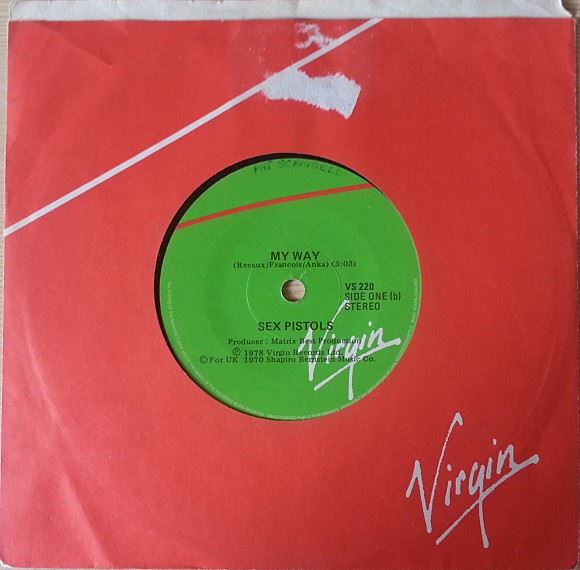 MY WAY
(Revaux/Francois/Anka) (3:03)
VS 220
SIDE ONE (b)
STEREO
SEX PISTOLS
Producer : Matrix Best Production
Ⓟ 1978 Virgin Records Ltd.
©For UK 1970 Shapiro Bernstein Music Co.
Virgin
Virgin